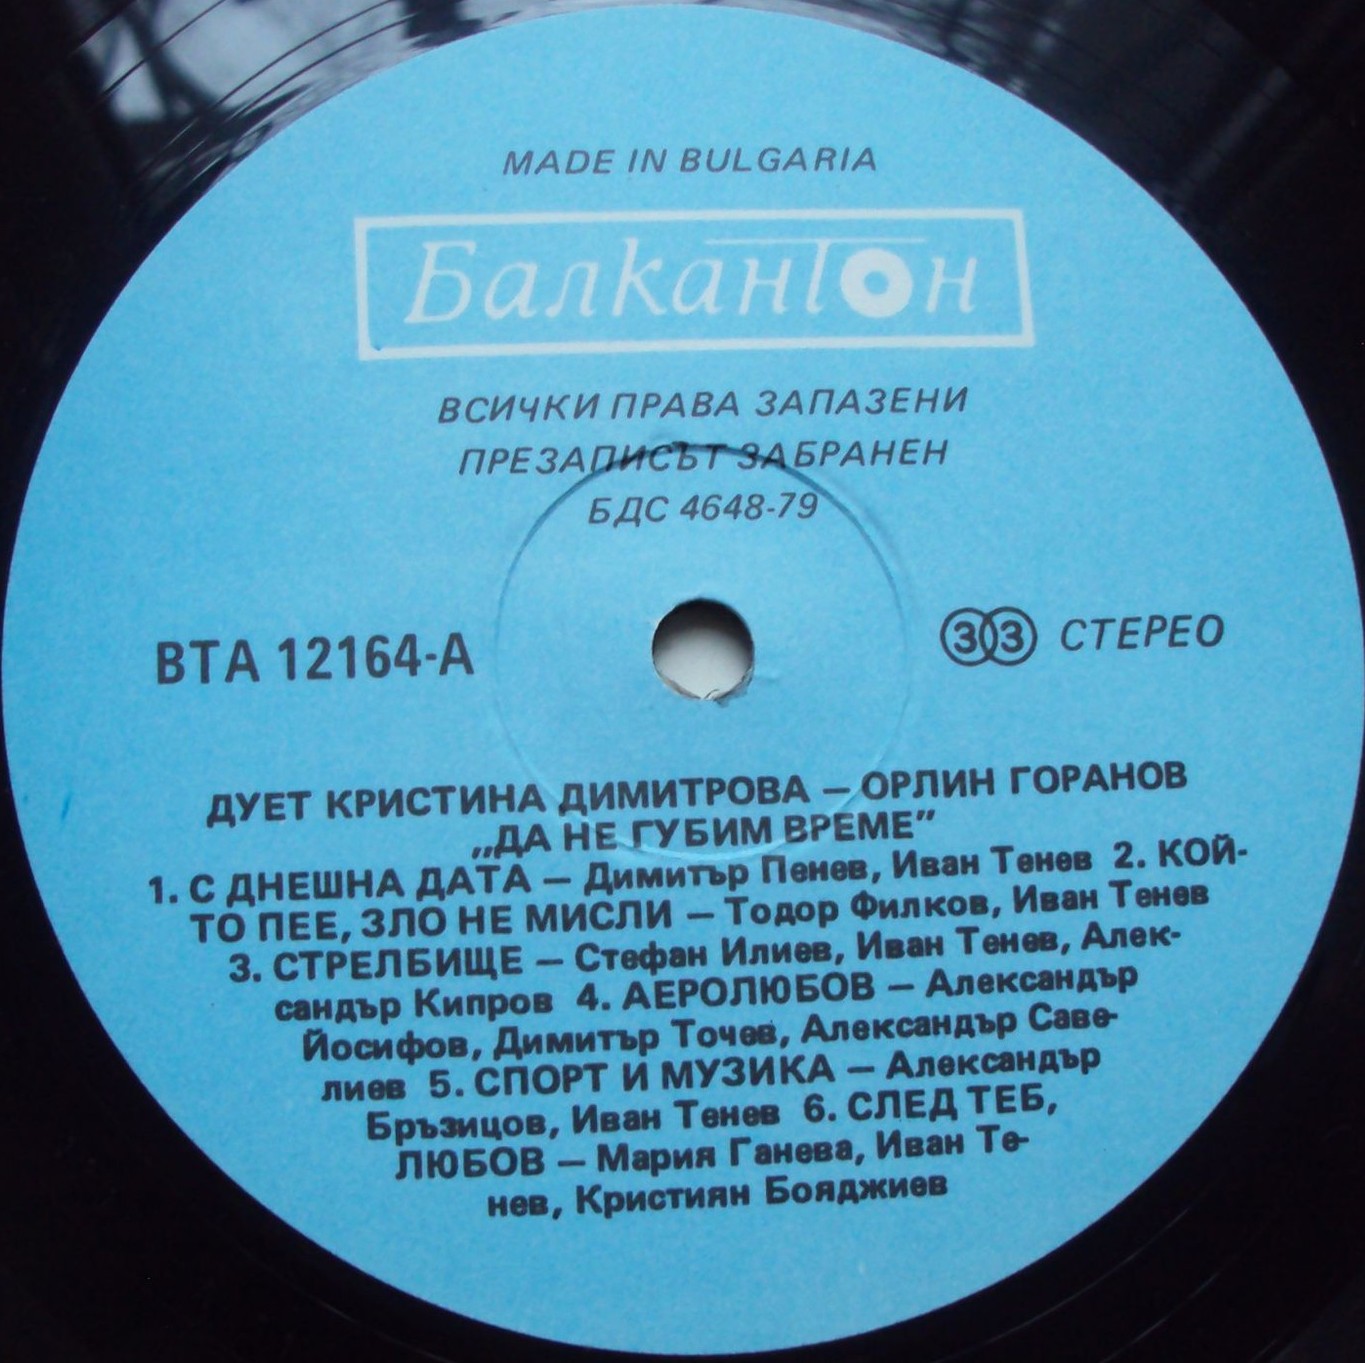 MADE IN BULGARIA
Балкантон
ВСИЧКИ ПРАВА ЗАПАЗЕНИ
ПРЕЗАПИСЪТ ЗАБРАНЕН
БДС 4648-79
ВТА 12164-А
33 СТЕРЕО
ДУЕТ КРИСТИНА ДИМИТРОВА – ОРЛИН ГОРАНОВ
„ДА НЕ ГУБИМ ВРЕМЕ”
1. С ДНЕШНА ДАТА – Димитър Пенев, Иван Тенев 2. КОЙ-
ТО ПЕЕ, ЗЛО НЕ МИСЛИ – Тодор Филков, Иван Тенев
3. СТРЕЛБИЩЕ – Стефан Илиев, Иван Тенев, Алек-
сандър Кипров 4. АЕРОЛЮБОВ – Александър
Йосифов, Димитър Точев, Александър Саве-
лиев 5. СПОРТ И МУЗИКА – Александър
Бръзицов, Иван Тенев 6. СЛЕД ТЕБ,
ЛЮБОВ – Мария Ганева, Иван Те-
нев, Кристиян Бояджиев